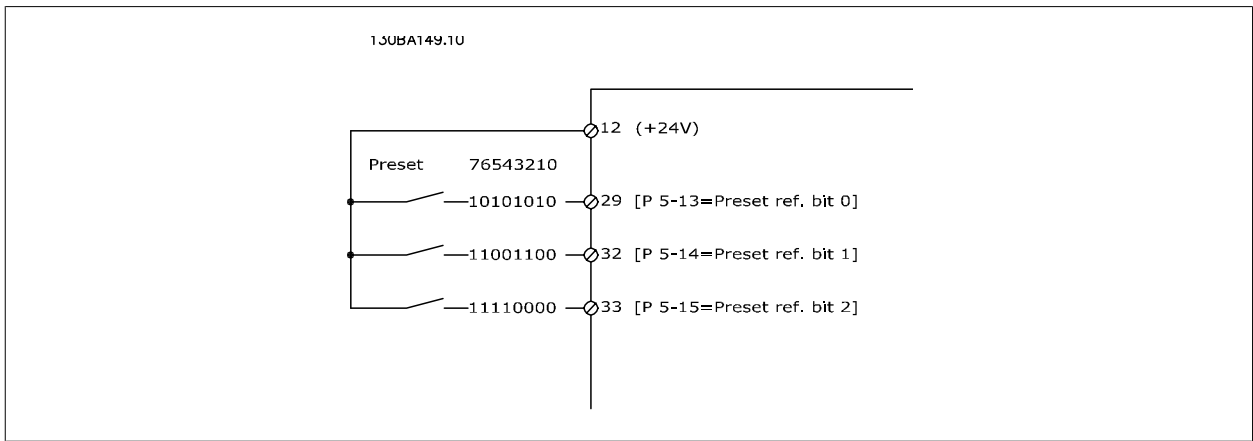 130BA149.10
12 (+24V)
Preset 76543210
10101010 29 [P 5-13=Preset ref. bit 0]
11001100 32 [P 5-14=Preset ref. bit 1]
11110000 33 [P 5-15=Preset ref. bit 2]